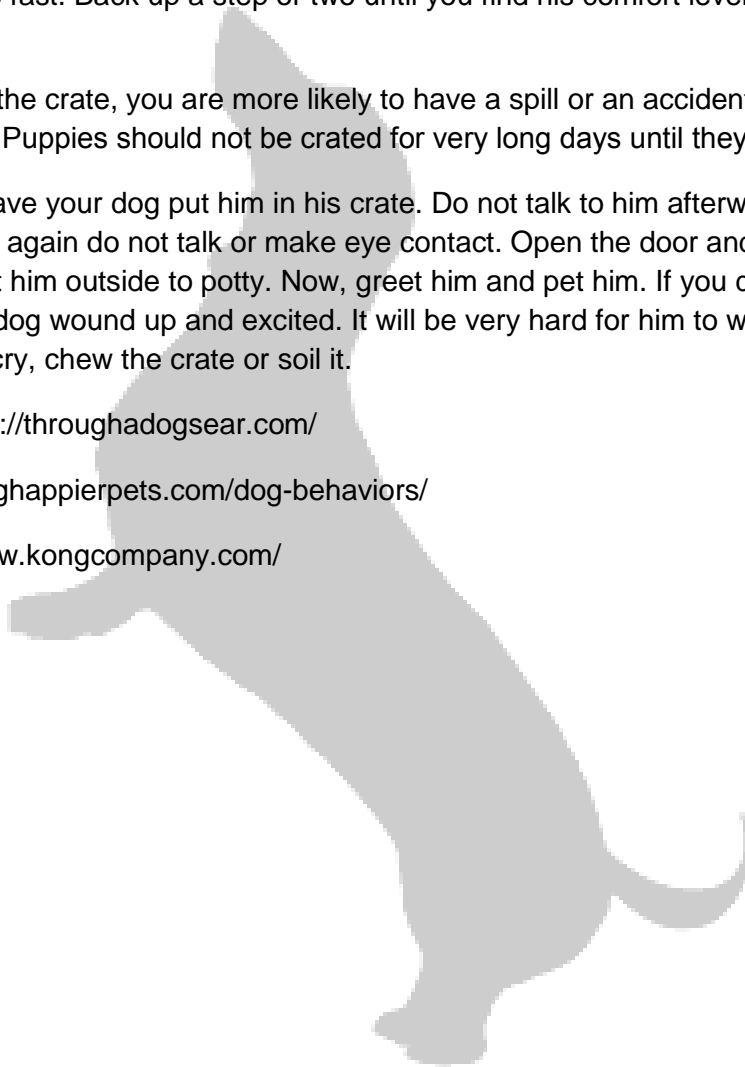 fast. Back up a step or two until you find his comfort level
the crate, you are more likely to have a spill or an accident
Puppies should not be crated for very long days until they
ave your dog put him in his crate. Do not talk to him afterw
again do not talk or make eye contact. Open the door and
t him outside to potty. Now, greet him and pet him. If you d
dog wound up and excited. It will be very hard for him to w
cry, chew the crate or soil it.
://throughadogsear.com/
ghappierpets.com/dog-behaviors/
w.kongcompany.com/